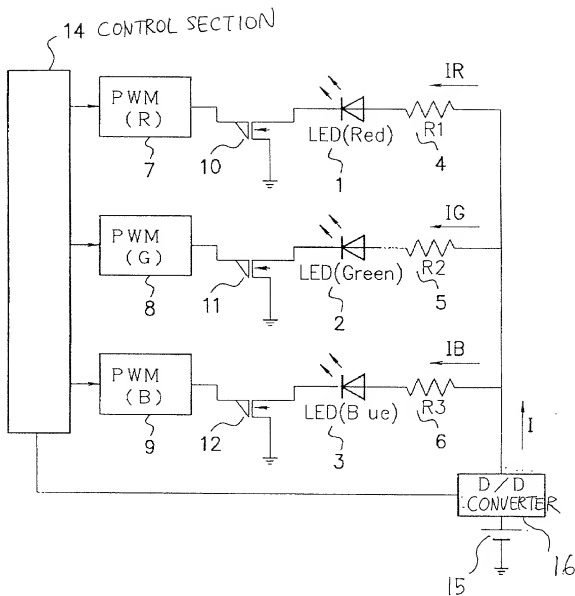 14 CONTROL SECTION
PWM
(R)
7
10
LED(Red)
1
IR
R1
4
PWM
(G)
8
11
LED(Green)
2
IG
R2
5
PWM
(B)
9
12
LED(B ue)
3
IB
R3
6
I
D/D
CONVERTER
15
16